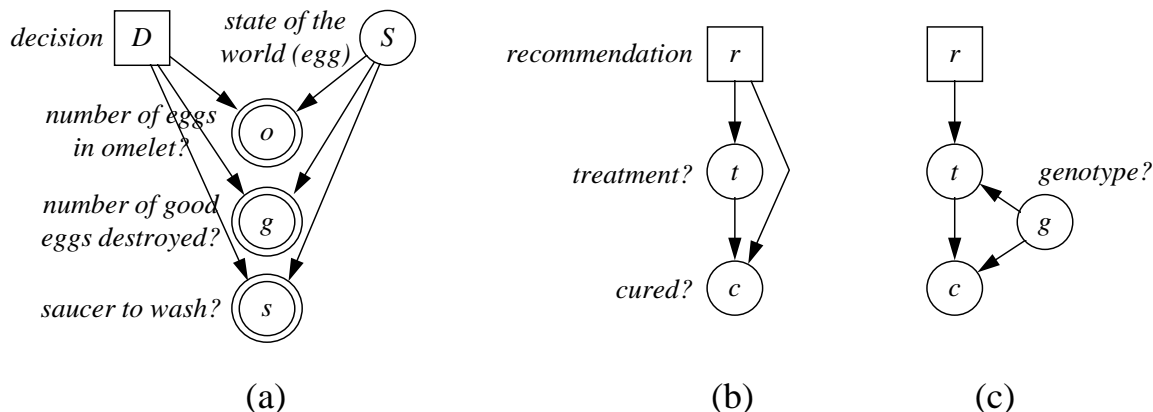 decision D
state of the
world (egg)
S
number of eggs
in omelet?
o
number of good
eggs destroyed?
g
saucer to wash?
s
(a)
recommendation r
treatment? t
cured? c
(b)
r
t
genotype?
g
c
(c)